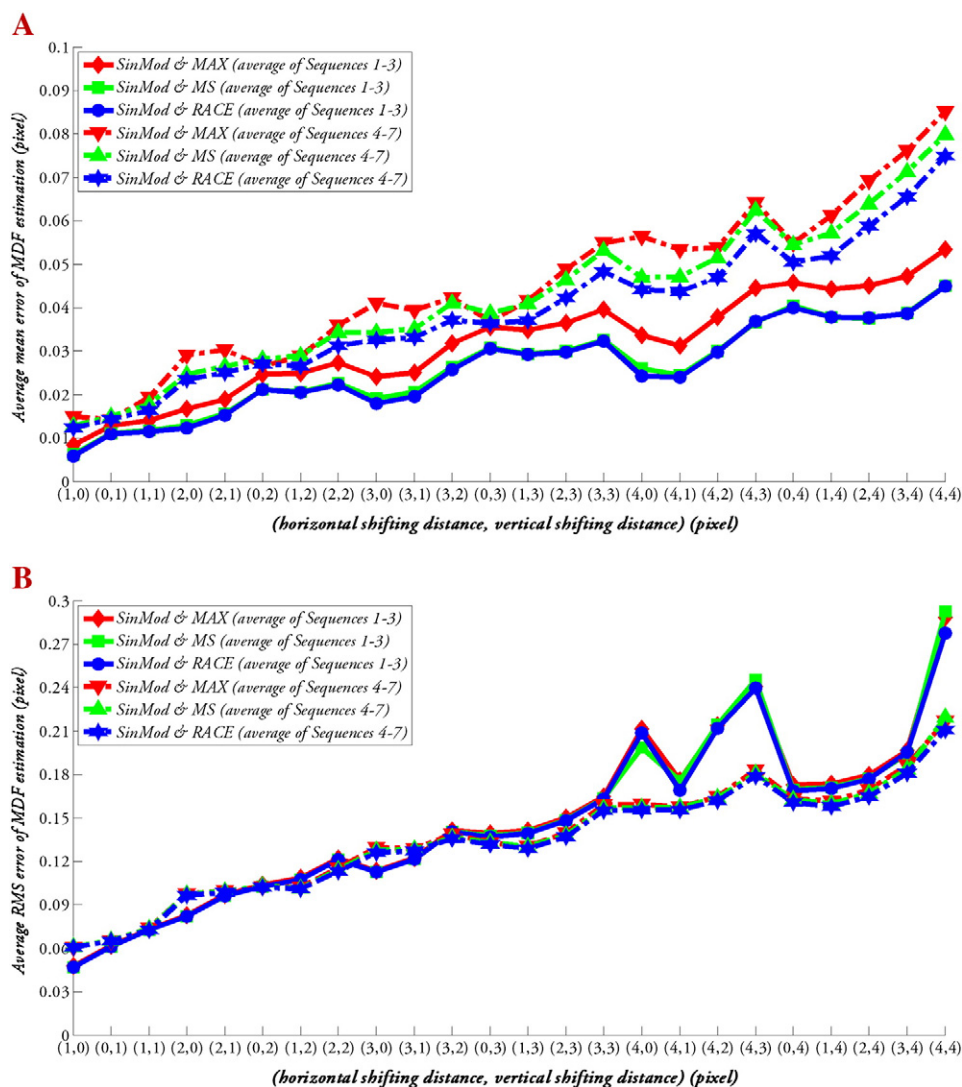 A
0.1
0.09
0.08
0.07
0.06
0.05
0.04
0.03
0.02
0.01
0
Average mean error of MDF estimation (pixel)
SinMod & MAX (average of Sequences 1-3)
SinMod & MS (average of Sequences 1-3)
SinMod & RACE (average of Sequences 1-3)
SinMod & MAX (average of Sequences 4-7)
SinMod & MS (average of Sequences 4-7)
SinMod & RACE (average of Sequences 4-7)
(1,0) (0,1) (1,1) (2,0) (2,1) (0,2) (1,2) (2,2) (3,0) (3,1) (3,2) (0,3) (1,3) (2,3) (3,3) (4,0) (4,1) (4,2) (4,3) (0,4) (1,4) (2,4) (3,4) (4,4)
(horizontal shifting distance, vertical shifting distance) (pixel)
B
0.3
0.27
0.24
0.21
0.18
0.15
0.12
0.09
0.06
0.03
0
Average RMS error of MDF estimation (pixel)
SinMod & MAX (average of Sequences 1-3)
SinMod & MS (average of Sequences 1-3)
SinMod & RACE (average of Sequences 1-3)
SinMod & MAX (average of Sequences 4-7)
SinMod & MS (average of Sequences 4-7)
SinMod & RACE (average of Sequences 4-7)
(1,0) (0,1) (1,1) (2,0) (2,1) (0,2) (1,2) (2,2) (3,0) (3,1) (3,2) (0,3) (1,3) (2,3) (3,3) (4,0) (4,1) (4,2) (4,3) (0,4) (1,4) (2,4) (3,4) (4,4)
(horizontal shifting distance, vertical shifting distance) (pixel)